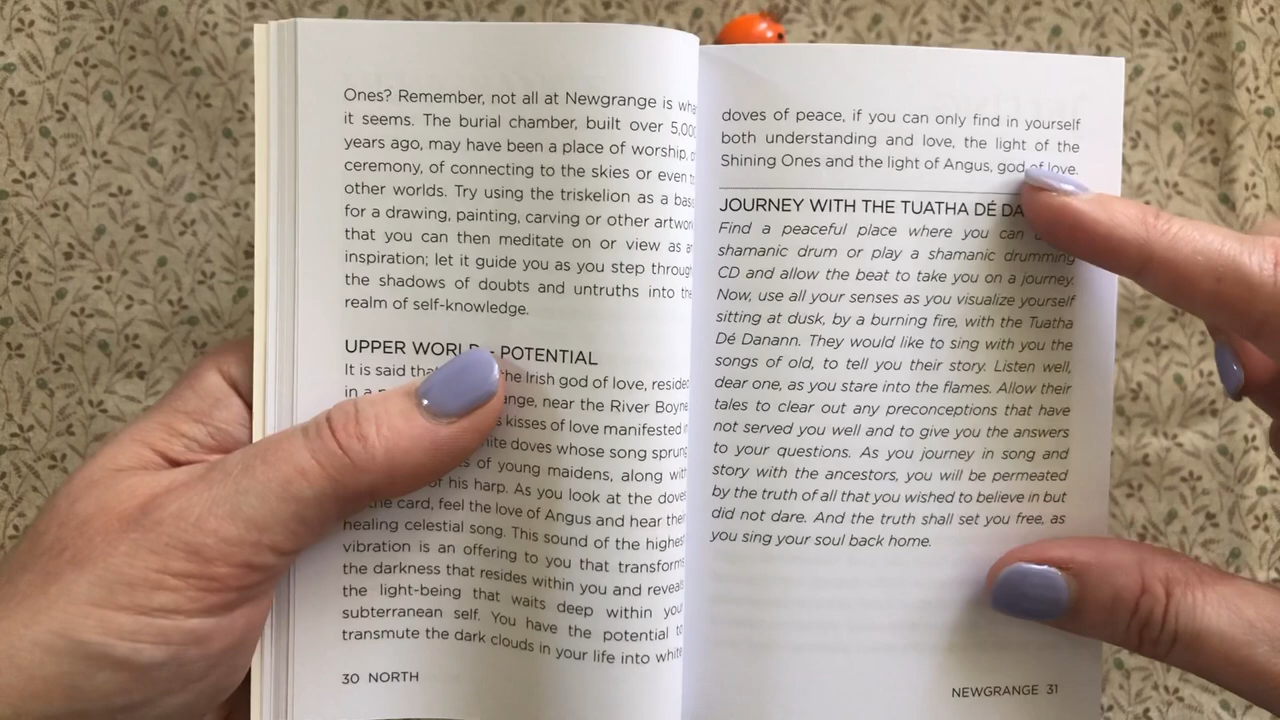 Ones? Remember, not all at Newgrange is
it seems. The burial chamber, built over
years ago, may have been a place of worship,
ceremony, of connecting to the skies or even
other worlds. Try using the triskelion as a
for a drawing, painting, carving or other
that you can then meditate on or view as
inspiration; let it guide you as you step
the shadows of doubts and untruths into
realm of self-knowledge.
UPPER WORLD - POTENTIAL
It is said the Irish god of love,
in a near the River Boyne
kisses of love manifested
doves whose song sprung
of young maidens, along with
of his harp. As you look at the
card, feel the love of Angus and hear
healing celestial song. This sound of the highest
vibration is an offering to you that transforms
the darkness that resides within you and reveals
the light-being that waits deep within
subterranean self. You have the potential
transmute the dark clouds in your life into white
30 NORTH
doves of peace, if you can only find in yourself
both understanding and love, the light of the
Shining Ones and the light of Angus, god of love.
JOURNEY WITH THE TUATHA DÉ
Find a peaceful place where you can
shamanic drum or play a shamanic drumming
CD and allow the beat to take you on a journey.
Now, use all your senses as you visualize yourself
sitting at dusk, by a burning fire, with the Tuatha
Dé Danann. They would like to sing with you the
songs of old, to tell you their story. Listen well,
dear one, as you stare into the flames. Allow their
tales to clear out any preconceptions that have
not served you well and to give you the answers
to your questions. As you journey in song and
story with the ancestors, you will be permeated
by the truth of all that you wished to believe in but
did not dare. And the truth shall set you free, as
you sing your soul back home.
NEWGRANGE 31